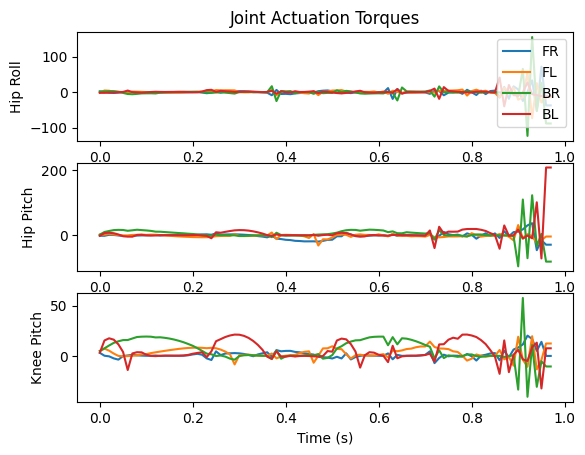 Joint Actuation Torques
Hip Roll
100
0
−100
FR
FL
BR
BL
0.0 0.2 0.4 0.6 0.8 1.0
Hip Pitch
200
0
0.0 0.2 0.4 0.6 0.8 1.0
Knee Pitch
50
0
0.0 0.2 0.4 0.6 0.8 1.0
Time (s)